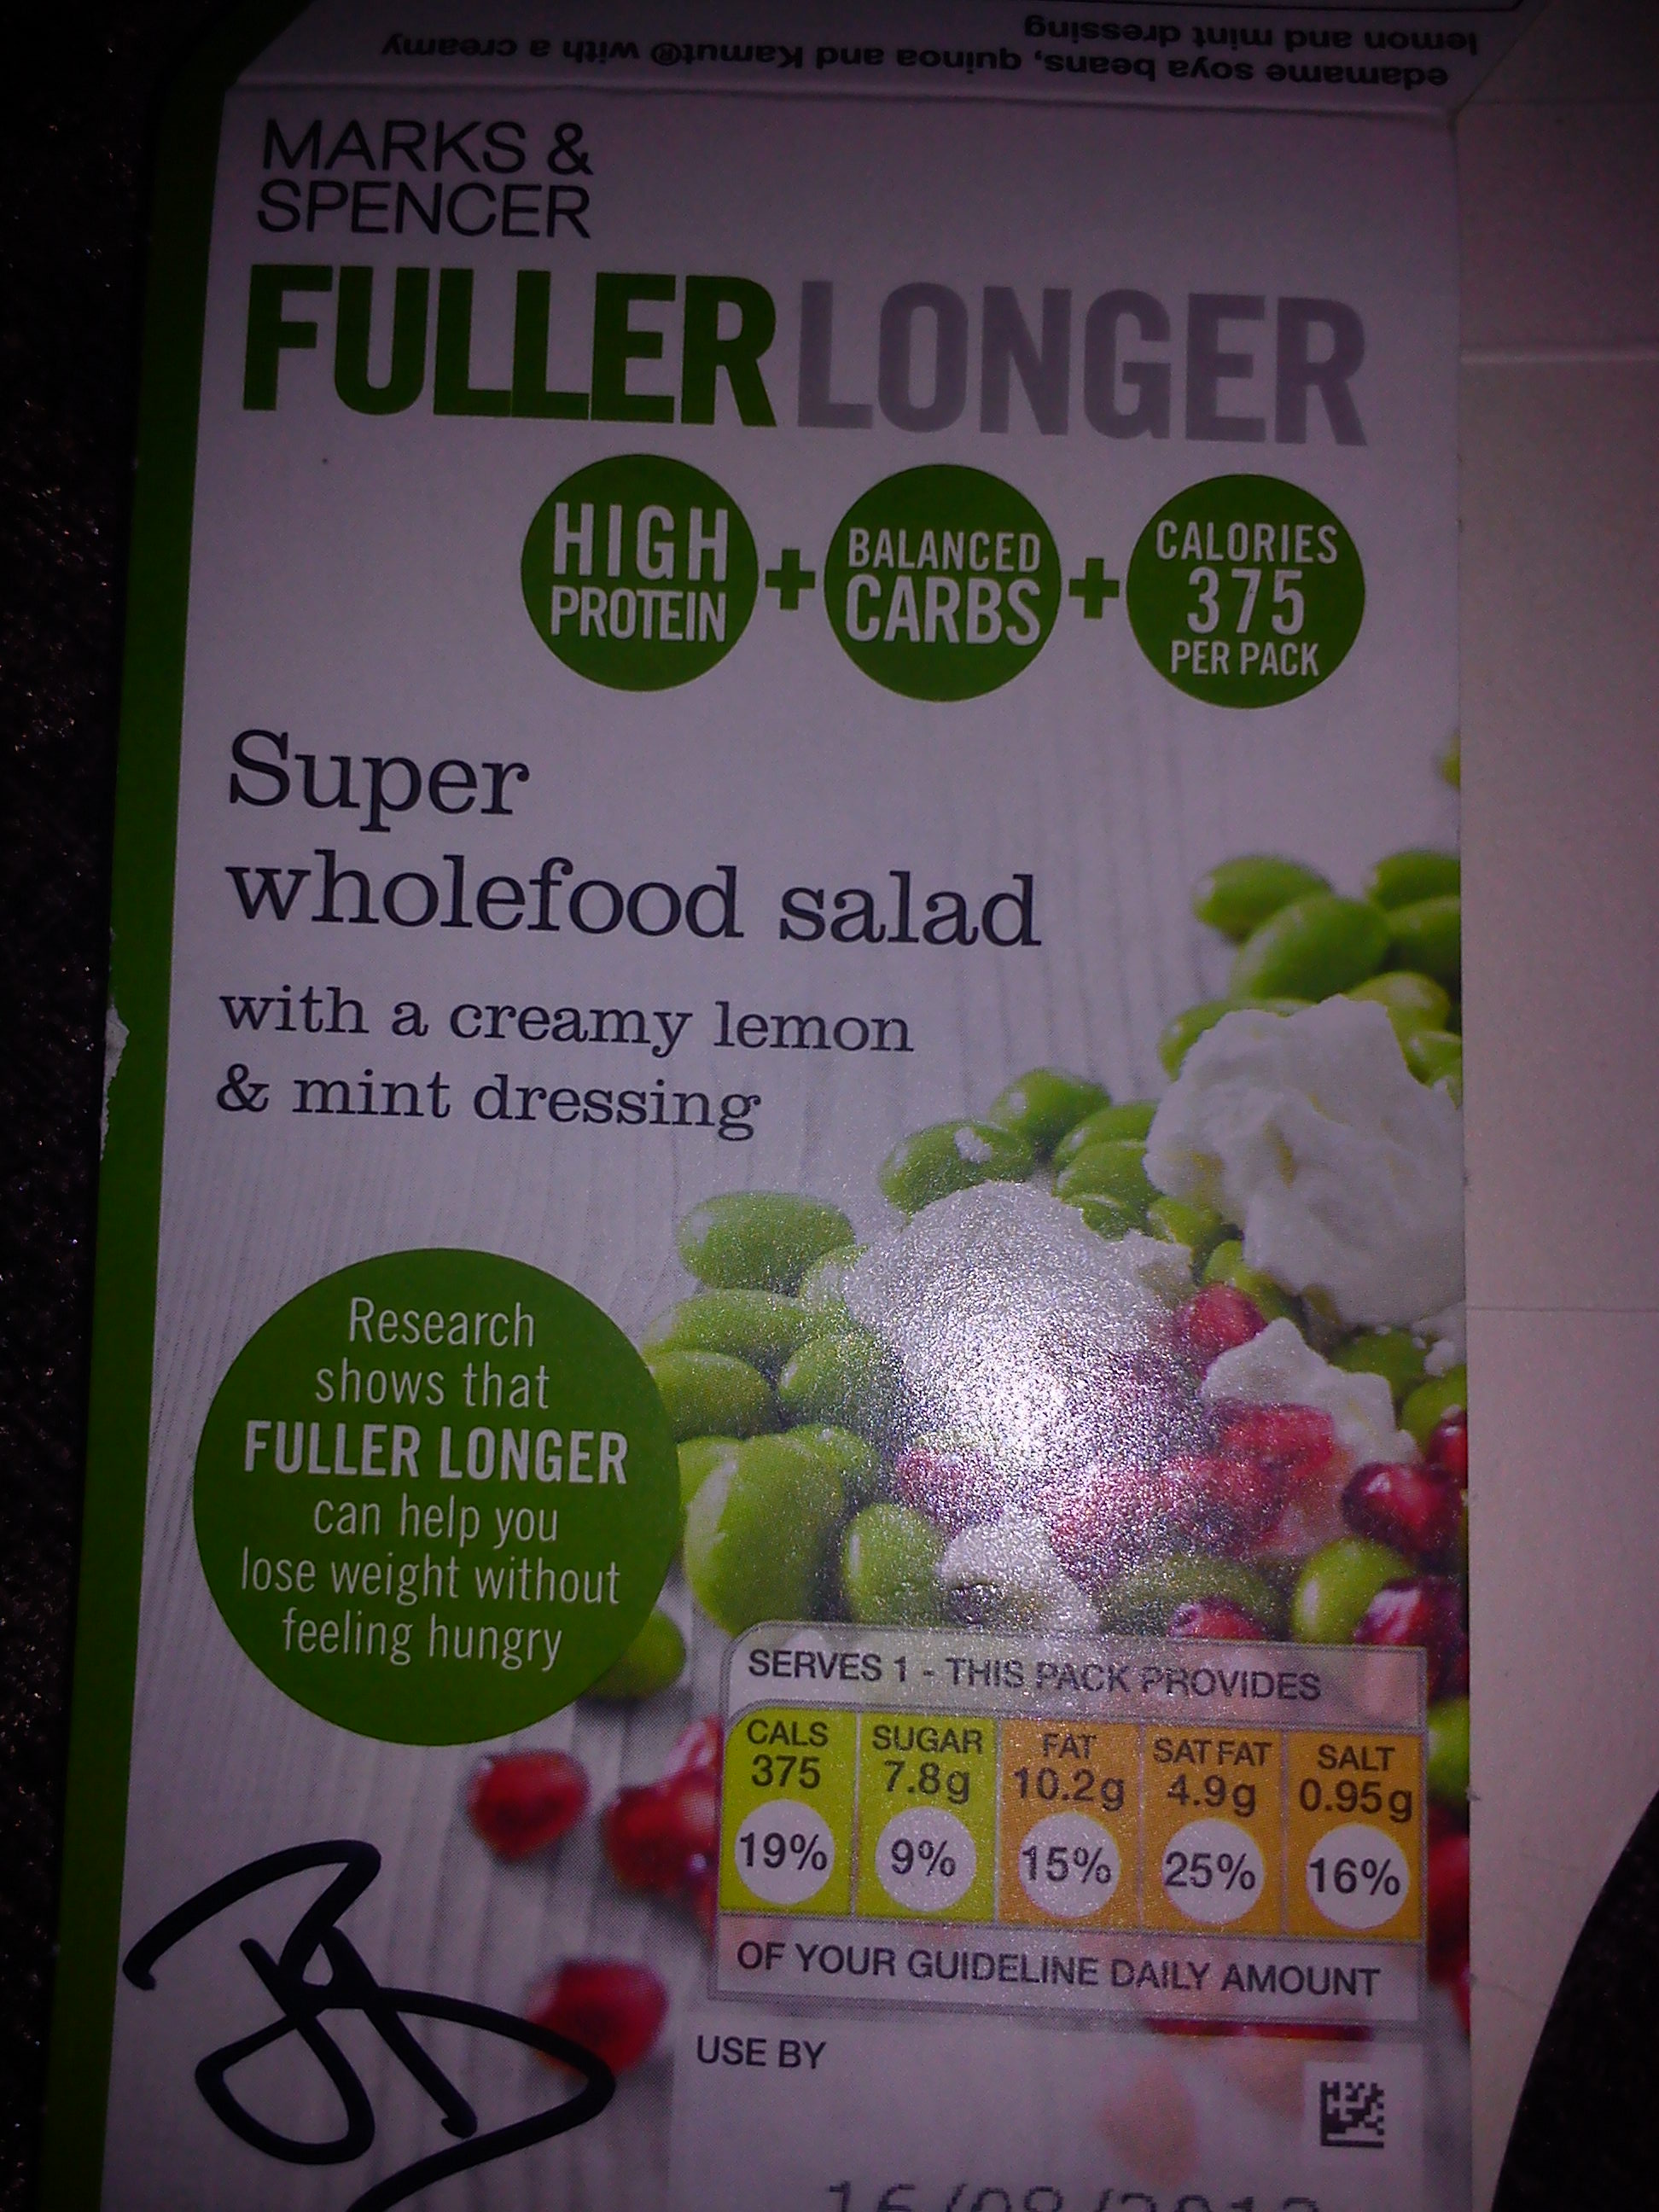 edamame soya beans, quinoa and Kamut® with a creamy
lemon and mint dressing
MARKS &
SPENCER
FULLER LONGER
HIGH
PROTEIN
+
BALANCED
CARBS
+
CALORIES
375
PER PACK
Super
wholefood salad
with a creamy lemon
& mint dressing
Research
shows that
FULLER LONGER
can help you
lose weight without
feeling hungry
SERVES 1 - THIS PACK PROVIDES
CALS SUGAR FAT SAT FAT SALT
375 7.8g 10.2g 4.9g 0.95g
19% 9% 15% 25% 16%
OF YOUR GUIDELINE DAILY AMOUNT
USE BY